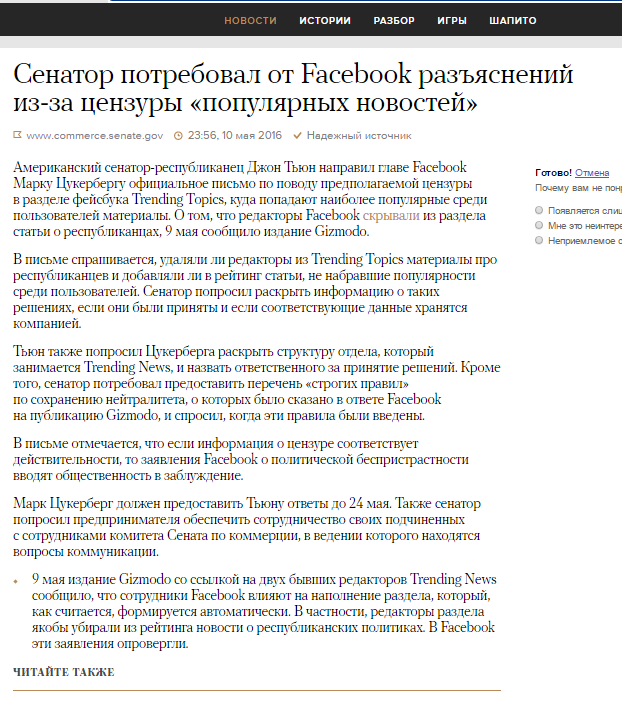 НОВОСТИ ИСТОРИИ РАЗБОР ИГРЫ ШАПИТО
Сенатор потребовал от Facebook разъяснений
из-за цензуры «популярных новостей»
www.commerce.senate.gov 23:56, 10 мая 2016 Надежный источник
Американский сенатор-республиканец Джон Тьюн направил главе Facebook
Марку Цукербергу официальное письмо по поводу предполагаемой цензуры
в разделе фейсбука Trending Topics, куда попадают наиболее популярные среди
пользователей материалы. О том, что редакторы Facebook скрывали из раздела
статьи о республиканцах, 9 мая сообщило издание Gizmodo.
В письме спрашивается, удаляли ли редакторы из Trending Topics материалы про
республиканцев и добавляли ли в рейтинг статьи, не набравшие популярности
среди пользователей. Сенатор попросил раскрыть информацию о таких
решениях, если они были приняты и если соответствующие данные хранятся
компанией.
Тьюн также попросил Цукерберга раскрыть структуру отдела, который
занимается Trending News, и назвать ответственного за принятие решений. Кроме
того, сенатор потребовал предоставить перечень «строгих правил»
по сохранению нейтралитета, о которых было сказано в ответе Facebook
на публикацию Gizmodo, и спросил, когда эти правила были введены.
В письме отмечается, что если информация о цензуре соответствует
действительности, то заявления Facebook о политической беспристрастности
вводят общественность в заблуждение.
Марк Цукерберг должен предоставить Тьюну ответы до 24 мая. Также сенатор
попросил предпринимателя обеспечить сотрудничество своих подчиненных
с сотрудниками комитета Сената по коммерции, в ведении которого находятся
вопросы коммуникации.
9 мая издание Gizmodo со ссылкой на двух бывших редакторов Trending News
сообщило, что сотрудники Facebook влияют на наполнение раздела, который,
как считается, формируется автоматически. В частности, редакторы раздела
якобы убирали из рейтинга новости о республиканских политиках. В Facebook
эти заявления опровергли.
ЧИТАЙТЕ ТАКЖЕ
Готово! Отмена
Почему вам не
Появляется
Мне это
Неприемлемое